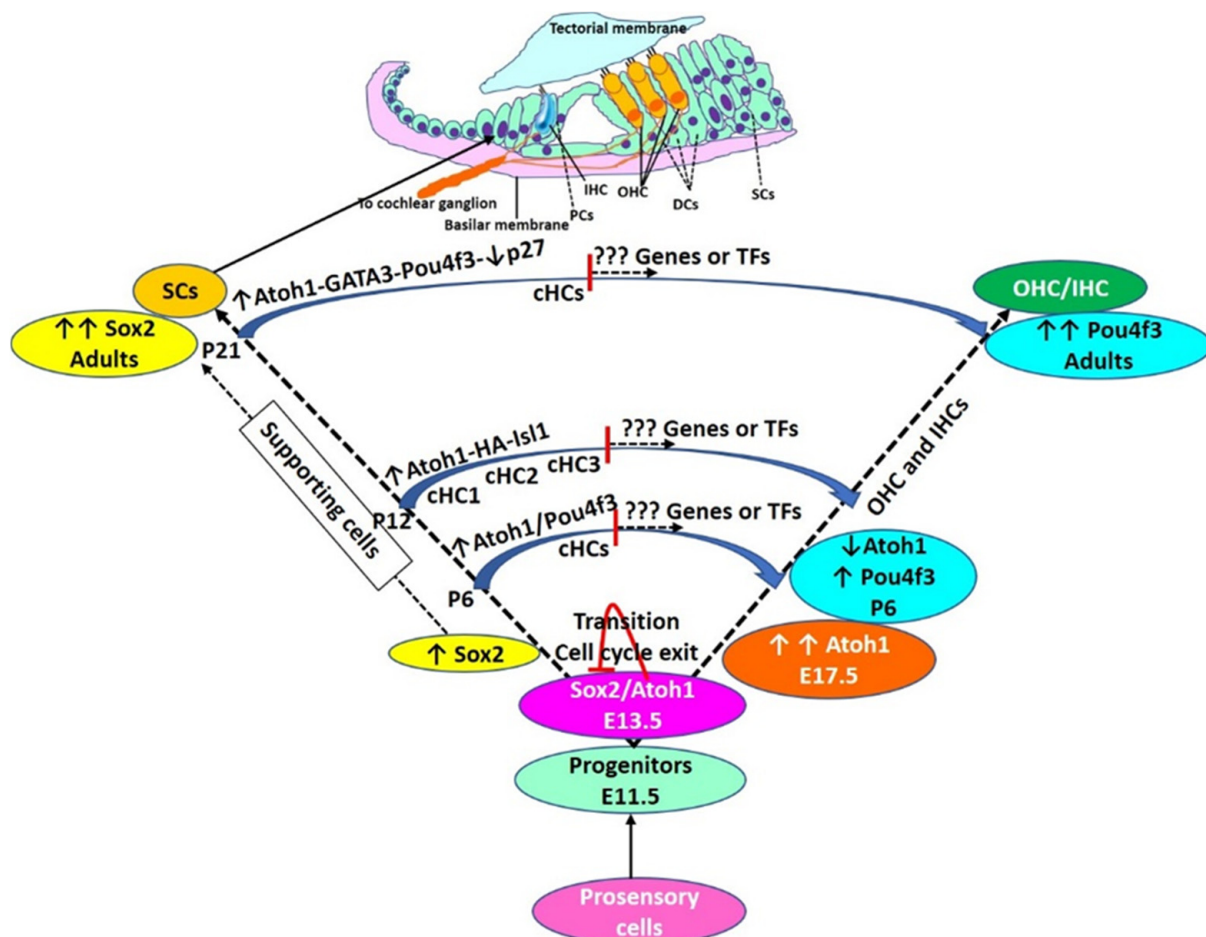 Tectorial membrane
IHC
OHC
DCs
SCs
PCs
To cochlear ganglion
Basilar membrane
SCs
↑Atoh1-GATA3-Pou4f3-↓p27
??? Genes or TFs
cHCs
OHC/IHC
↑↑ Sox2
Adults
P21
↑↑ Pou4f3
Adults
Supporting cells
↑Atoh1-HA-Isl1
cHC1
cHC2
cHC3
??? Genes or TFs
OHC and IHCs
P12
↑Atoh1/Pou4f3
cHCs
??? Genes or TFs
P6
↓Atoh1
↑ Pou4f3
P6
↑ Sox2
Transition
Cell cycle exit
↑ ↑ Atoh1
E17.5
Sox2/Atoh1
E13.5
Progenitors
E11.5
Prosensory
cells